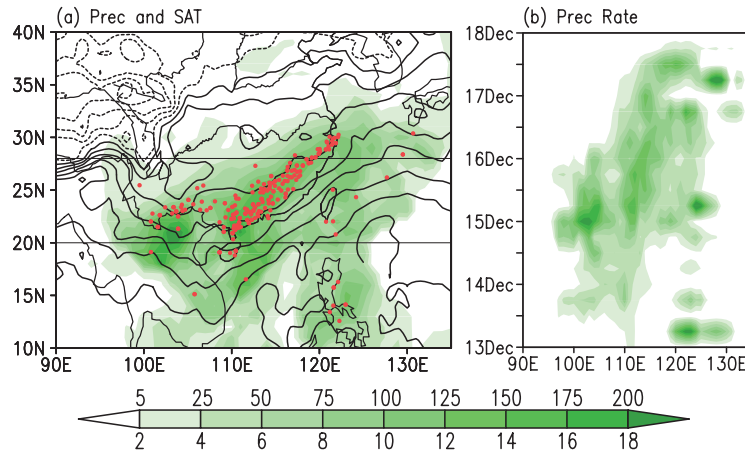 (a) Prec and SAT
(b) Prec Rate
40N
35N
30N
25N
20N
15N
10N
90E 100E 110E 120E 130E
18Dec
17Dec
16Dec
15Dec
14Dec
13Dec
90E 100E 110E 120E 130E
5 25 50 75 100 125 150 175 200
2 4 6 8 10 12 14 16 18